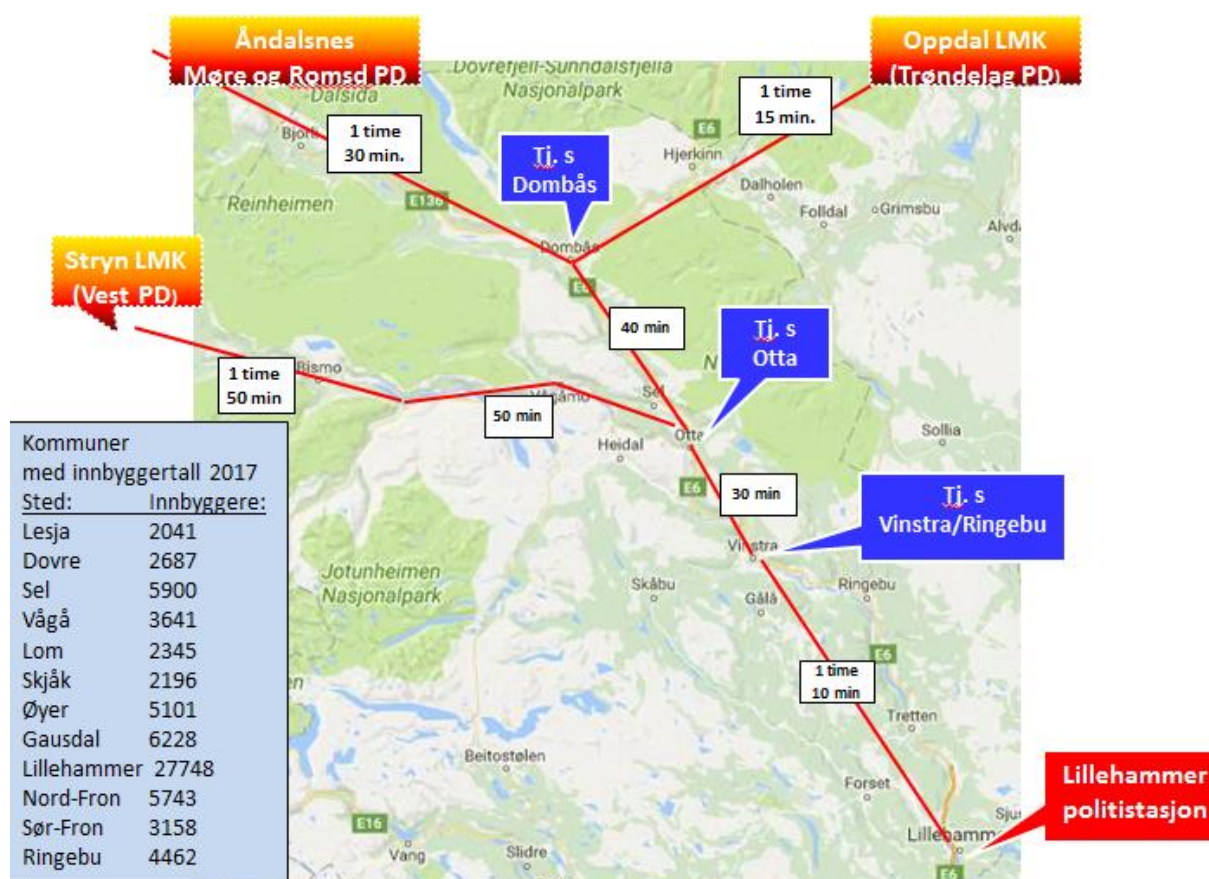 Åndalsnes
Møre og Romsd PD
Oppdal LMK
(Trøndelag PD)
Dovrefjell-Sunndalsfjella
Nasjonalpark
Dalsida
1 time
15 min.
1 time
30 min.
Tj. s
Dombås
E6
Hjerkinn
Dalholen
Folldal
Grimsbu
Reinheimen
E136
Dombås
Stryn LMK
(Vest PD)
E6
40 min
Tj. s
Otta
1 time
50 min
Bismo
Vågåmo
Sel
50 min
Otta
Heidal
Sollia
Kommuner
med innbyggertall 2017
Sted: Innbyggere:
Lesja 2041
Dovre 2687
Sel 5900
Vågå 3641
Lom 2345
Skjåk 2196
Øyer 5101
Gausdal 6228
Lillehammer 27748
Nord-Fron 5743
Sør-Fron 3158
Ringebu 4462
E6
30 min
Tj. s
Vinstra/Ringebu
Vinstra
Jotunheimen
Nasjonalpark
Skåbu
Gålå
Ringebu
E6
1 time
10 min
Tretten
Beitostølen
Forset
Lillehammer
politistasjon
E16
Vang
Slidre
E6